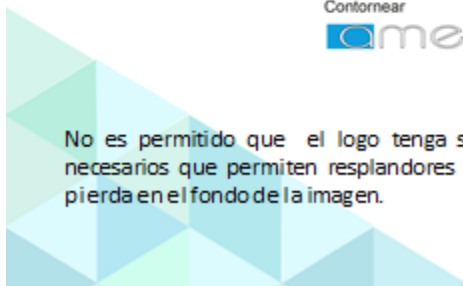 Contornear
ame
No es permitido que el logo tenga
necesarios que permiten resplandores
pierda en el fondo de la imagen.